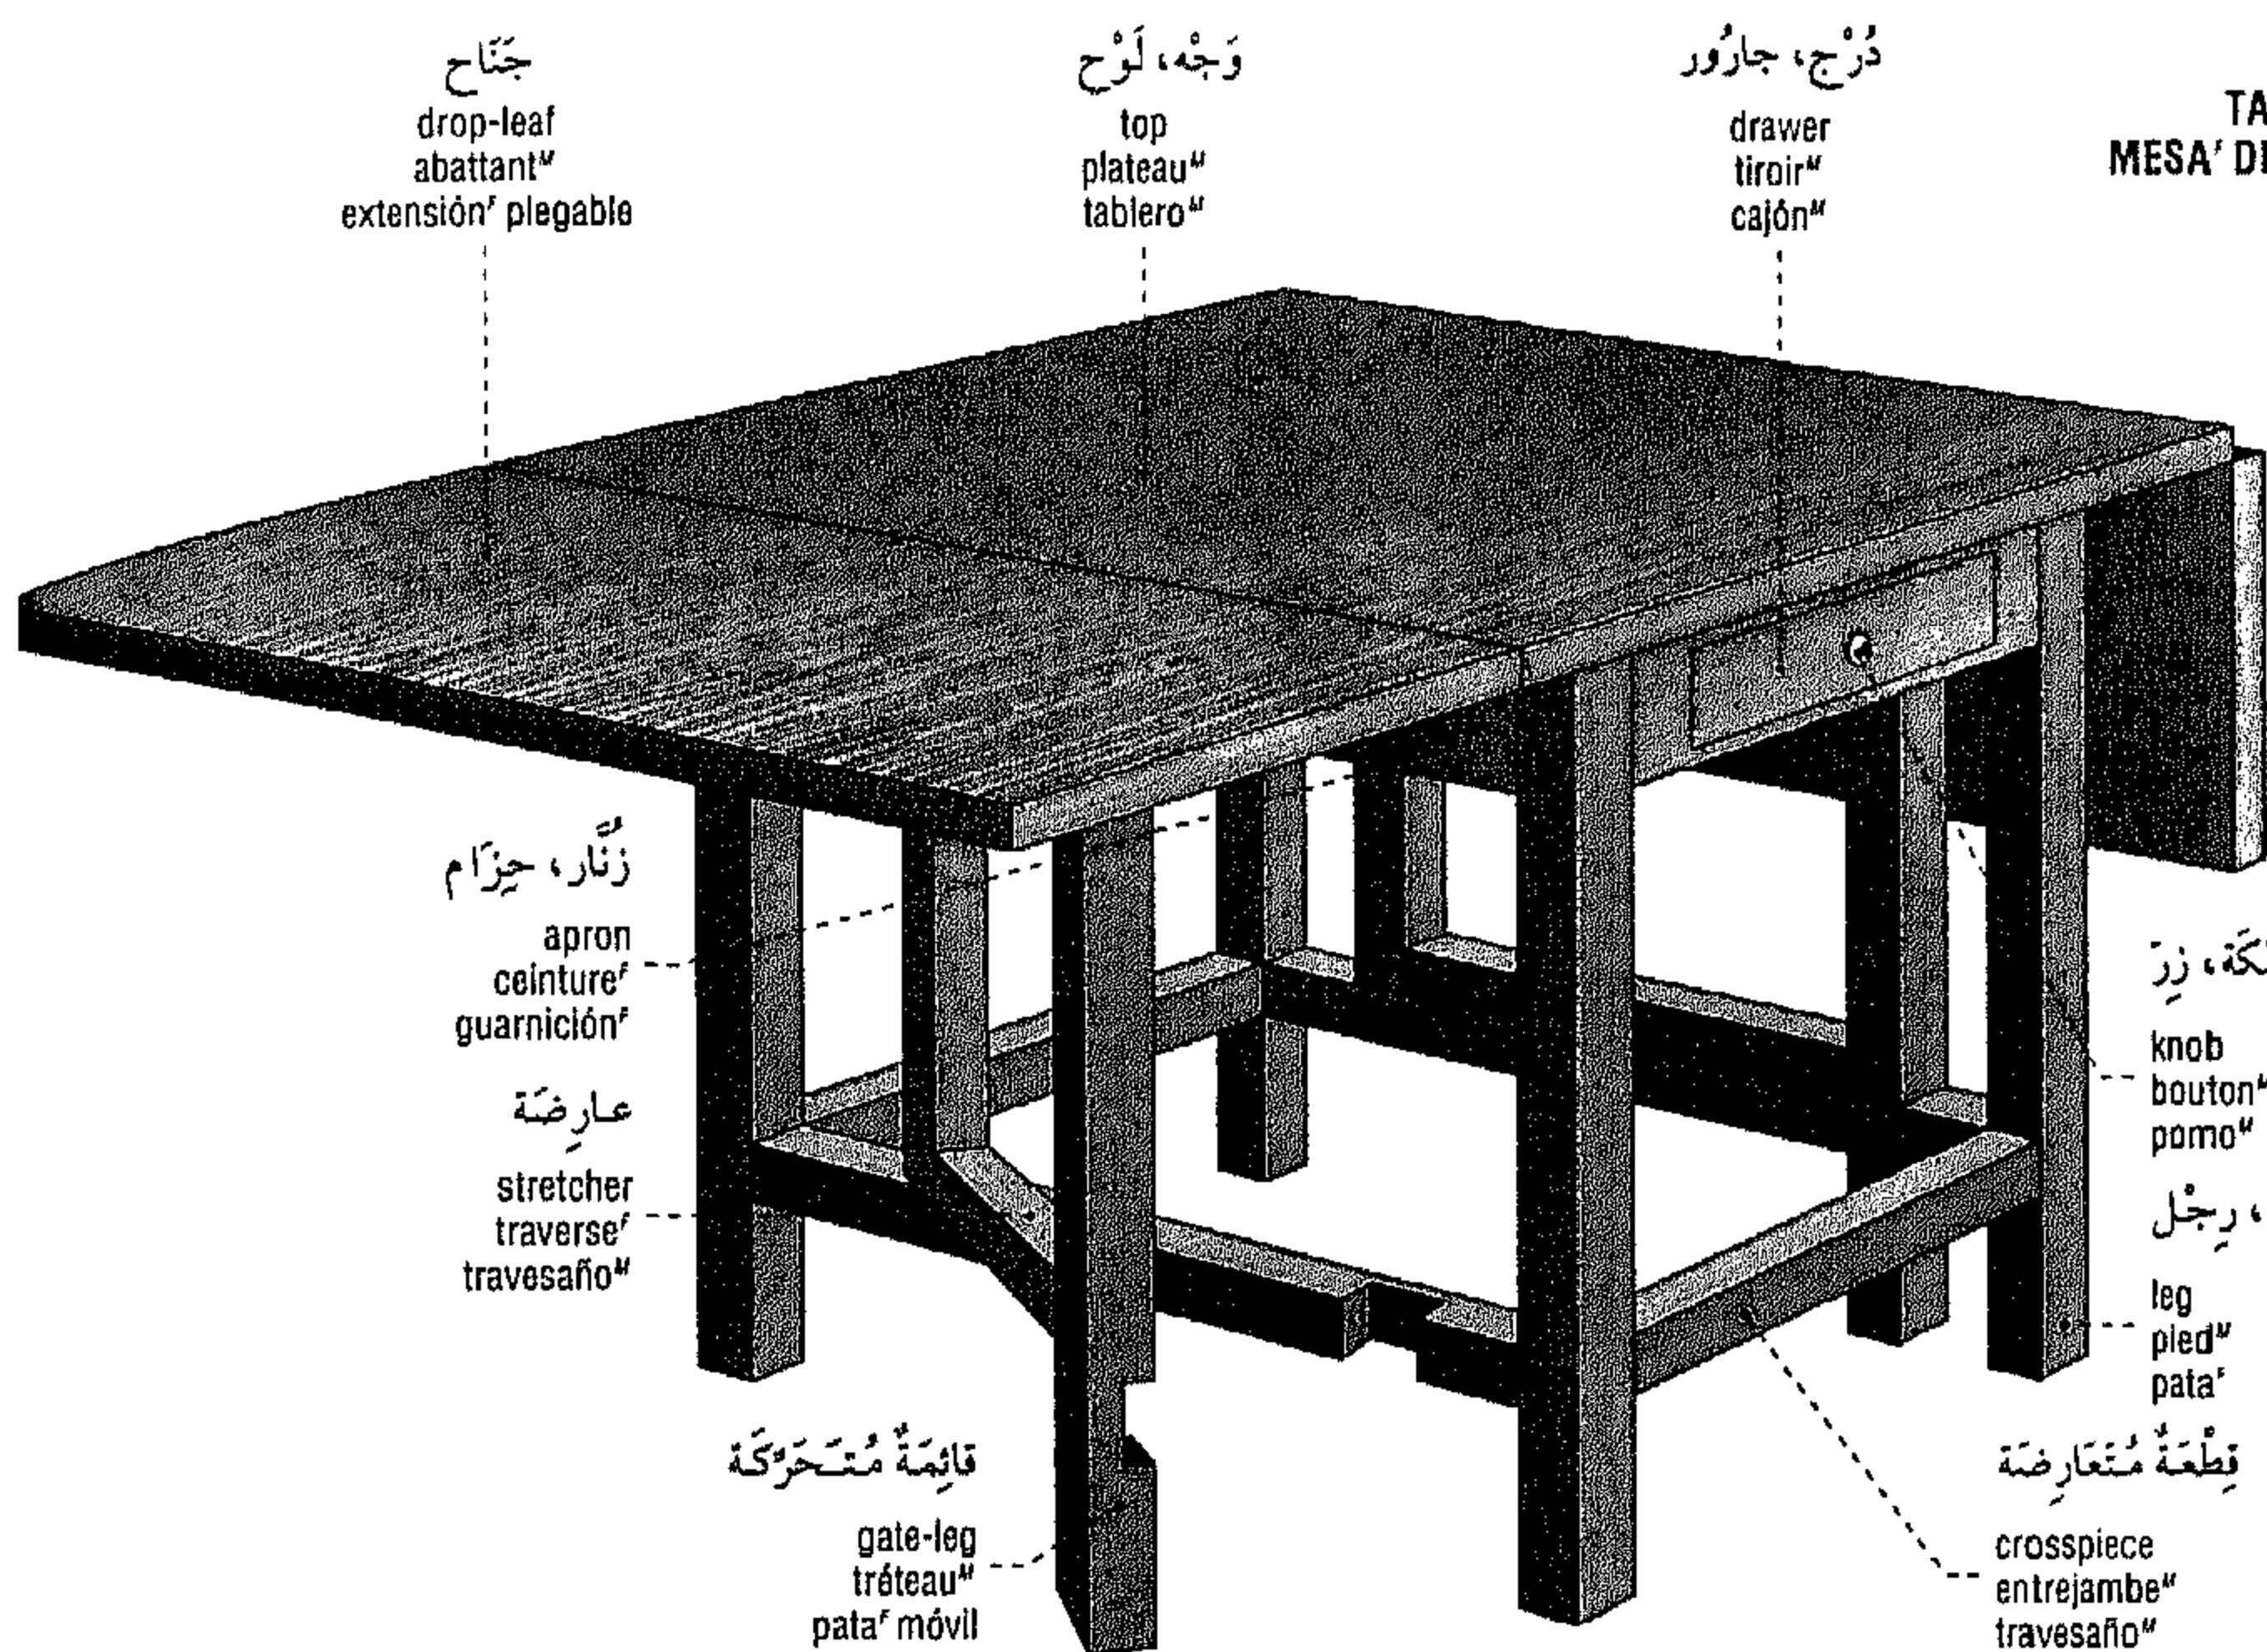 جَنَاح
drop-leaf
abattantᴹ
extensiónᶠ plegable
وَجْه، لَوْح
top
plateauᴹ
tableroᴹ
دُرْج، جارُور
drawer
tiroirᴹ
cajónᴹ
MESAᶠ
زُنَّار، حِزَام
apron
ceintureᶠ
guarniciónᶠ
عارِضَة
stretcher
traverseᶠ
travesañoᴹ
قائِمَةٌ مُتَحَرِّكَة
gate-leg
tréteauᴹ
pataᶠ móvil
زِرّ
knob
boutonᴹ
pomoᴹ
، رِجْل
leg
piedᴹ
pataᶠ
قِطْعَةٌ مُتَعَارِضَة
crosspiece
entrejambeᴹ
travesañoᴹ